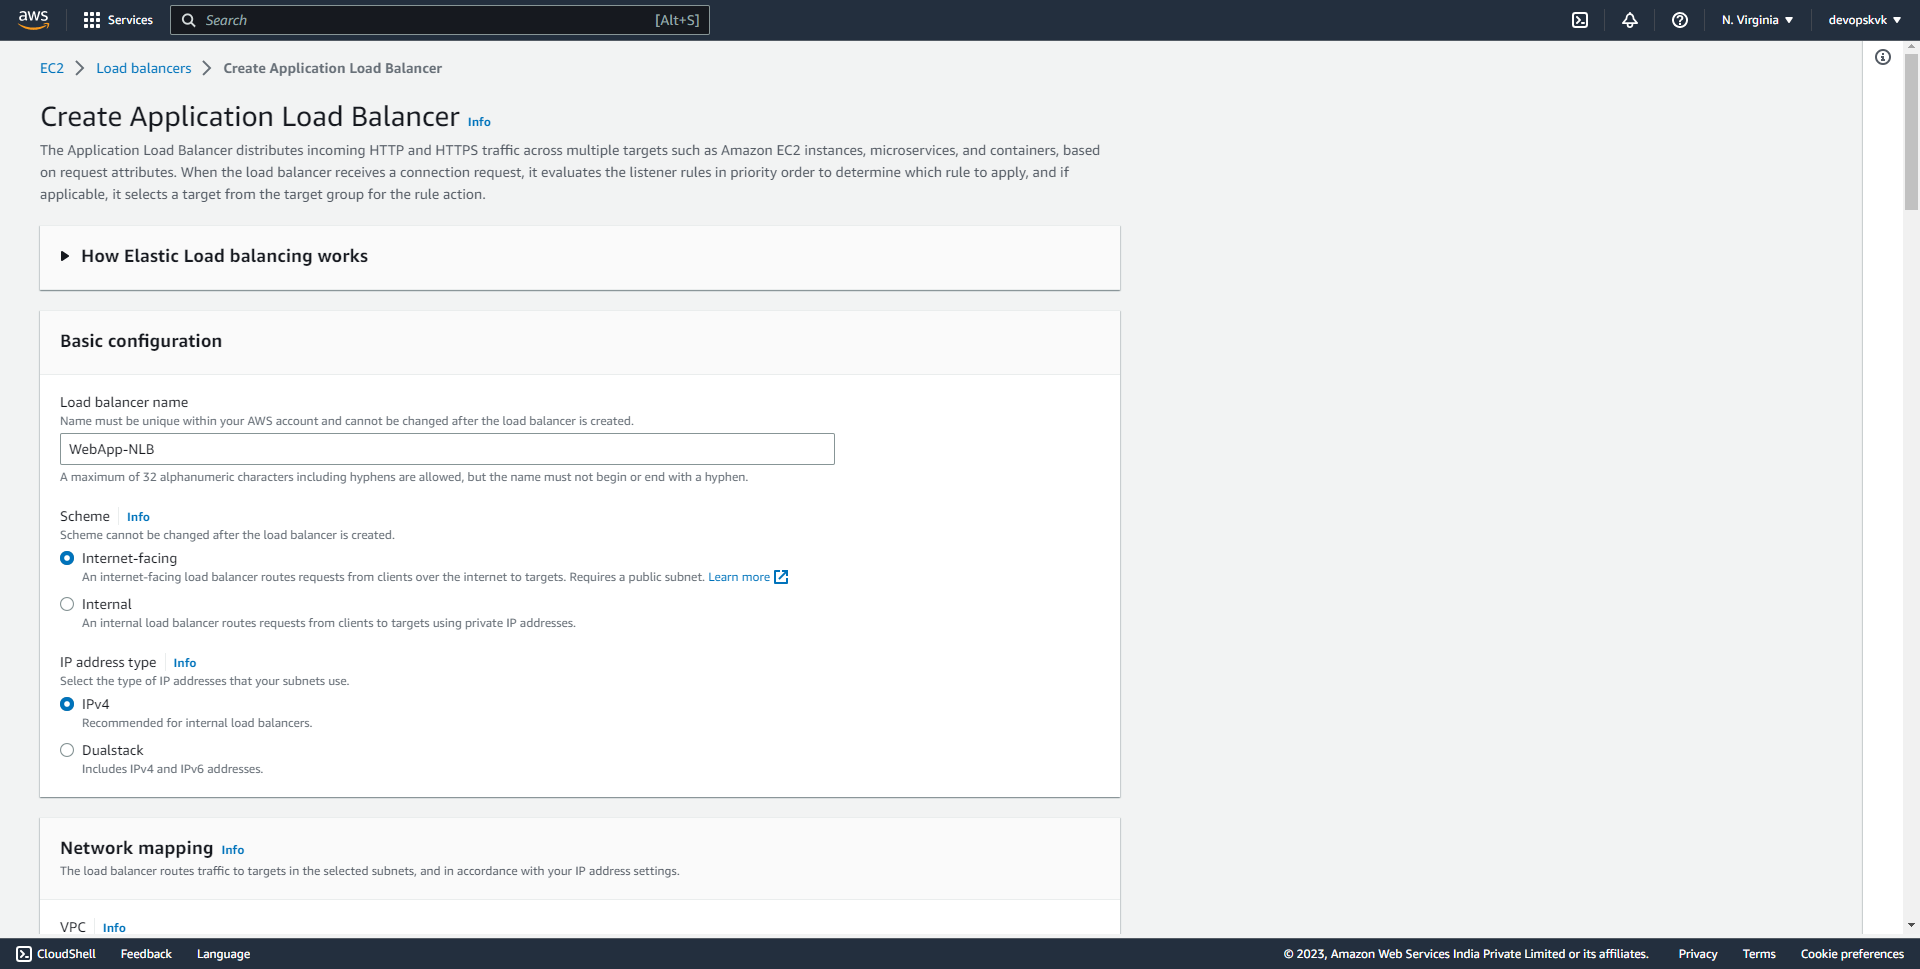 aws
Services
Search
[Alt+S]
N. Virginia
devopskvk
EC2
Load balancers
Create Application Load Balancer
Create Application Load Balancer Info
The Application Load Balancer distributes incoming HTTP and HTTPS traffic across multiple targets such as Amazon EC2 instances, microservices, and containers, based
on request attributes. When the load balancer receives a connection request, it evaluates the listener rules in priority order to determine which rule to apply, and if
applicable, it selects a target from the target group for the rule action.
How Elastic Load balancing works
Basic configuration
Load balancer name
Name must be unique within your AWS account and cannot be changed after the load balancer is created.
WebApp-NLB
A maximum of 32 alphanumeric characters including hyphens are allowed, but the name must not begin or end with a hyphen.
Scheme Info
Scheme cannot be changed after the load balancer is created.
Internet-facing
An internet-facing load balancer routes requests from clients over the internet to targets. Requires a public subnet. Learn more
Internal
An internal load balancer routes requests from clients to targets using private IP addresses.
IP address type Info
Select the type of IP addresses that your subnets use.
IPv4
Recommended for internal load balancers.
Dualstack
Includes IPv4 and IPv6 addresses.
Network mapping Info
The load balancer routes traffic to targets in the selected subnets, and in accordance with your IP address settings.
VPC Info
CloudShell
Feedback
Language
© 2023, Amazon Web Services India Private Limited or its affiliates.
Privacy
Terms
Cookie preferences